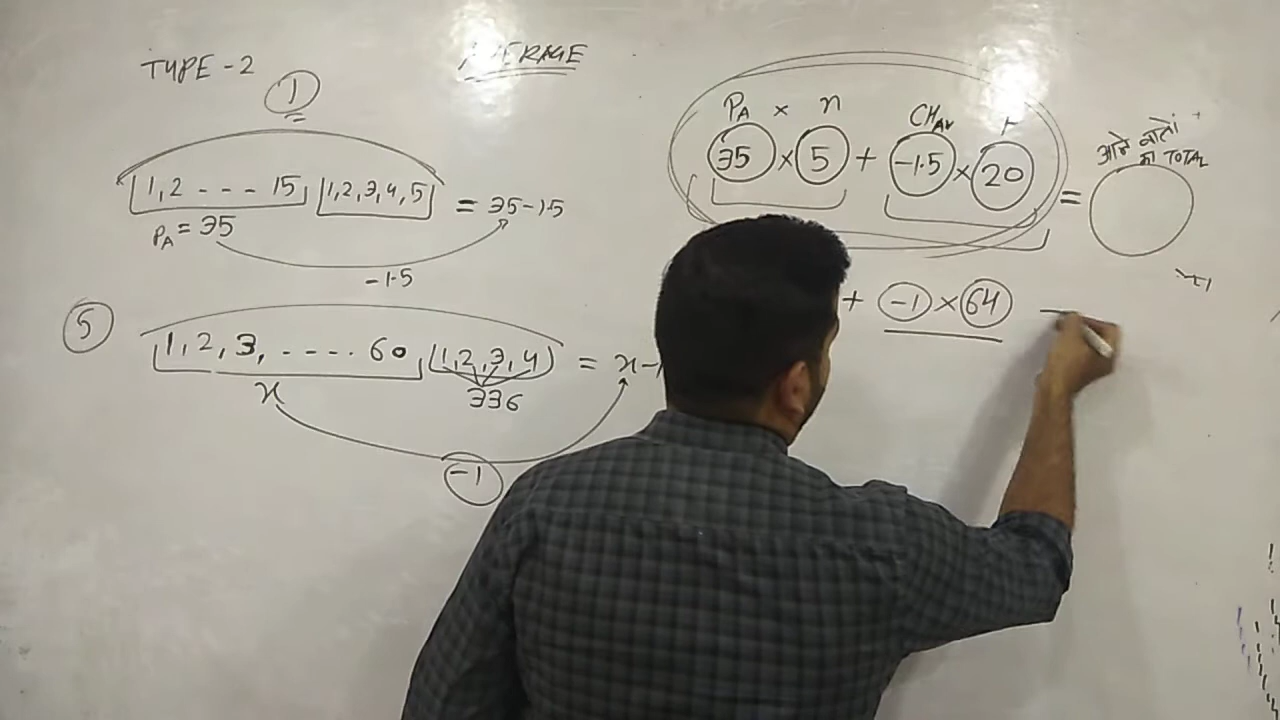 TYPE-2
AVERAGE
1
1,2 - - - 15 1,2,3,4,5 = 35-1.5
PA = 35
-1.5
5
1,2,3, ..... 60 (1,2,3,4) = x-1
x
336
-1
PA × n
CHAV
35 × 5 + -1.5 × 20 =
आने वालो
का TOTAL
+ -1 × 64